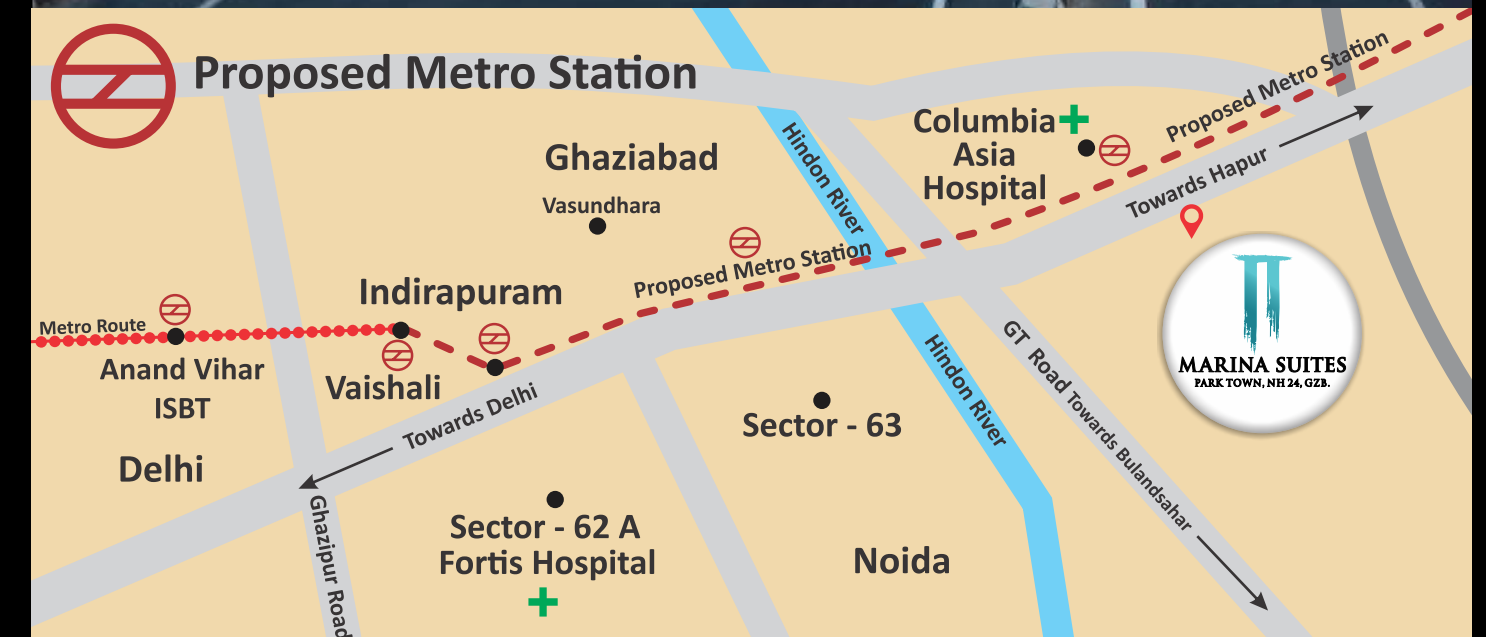 Proposed Metro Station
Proposed Metro Station
Columbia
Asia
Hospital
Hindon River
Ghaziabad
Vasundhara
Towards Hapur
Proposed Metro Station
Indirapuram
Metro Route
Anand Vihar
ISBT
Vaishali
Towards Delhi
MARINA SUITES
PARK TOWN, NH 24, GZB.
Hindon River
GT Road Towards Bulandsahar
Sector - 63
Delhi
Ghazipur Road
Sector - 62 A
Fortis Hospital
Noida